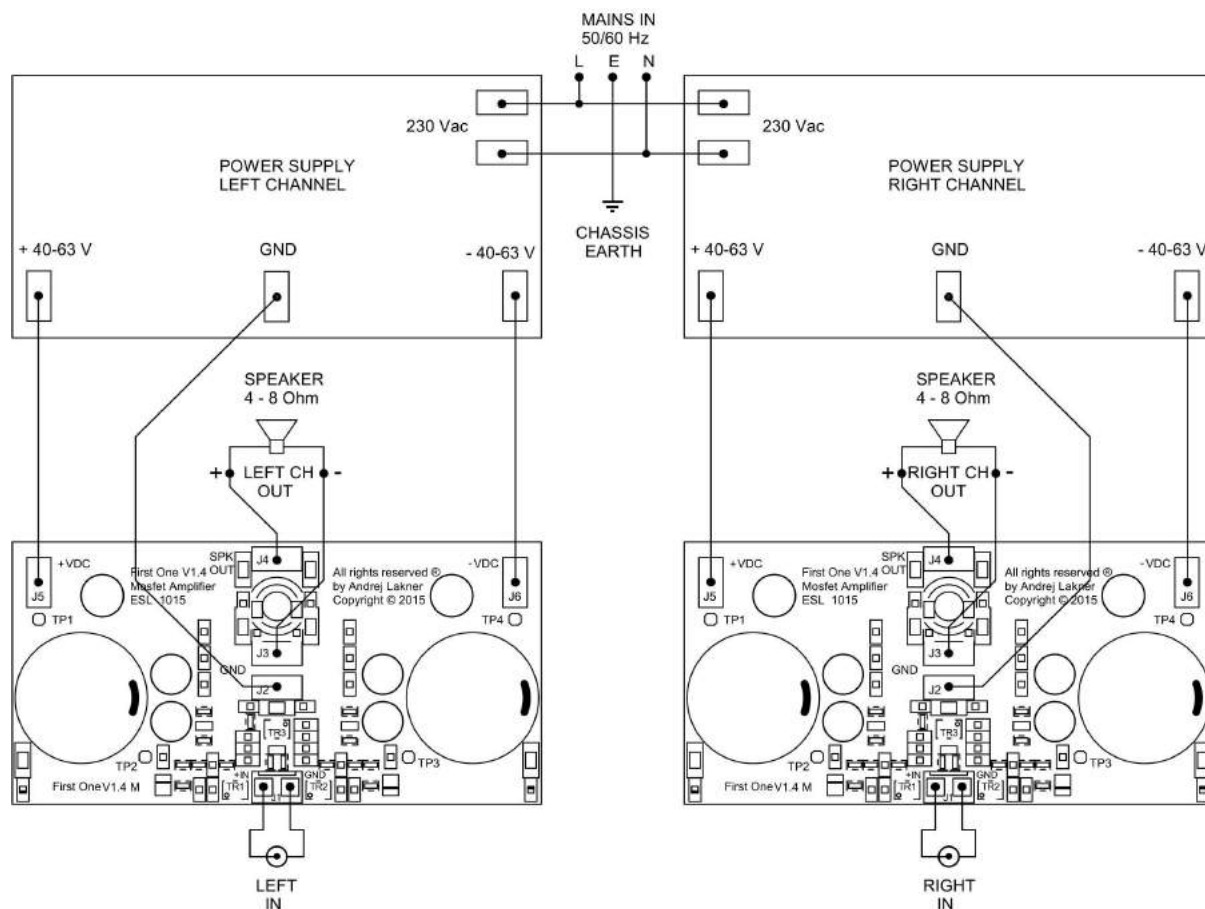 MAINS IN
50/60 Hz
L E N
230 Vac
230 Vac
POWER SUPPLY
LEFT CHANNEL
POWER SUPPLY
RIGHT CHANNEL
CHASSIS
EARTH
+ 40-63 V
GND
- 40-63 V
+ 40-63 V
GND
- 40-63 V
SPEAKER
4 - 8 Ohm
+ LEFT CH -
OUT
SPEAKER
4 - 8 Ohm
+ RIGHT CH -
OUT
+VDC
SPK
OUT
J4
-VDC
First One V1.4
Mosfet Amplifier
ESL 1015
All rights reserved ®
by Andrej Lakner
Copyright © 2015
J5
J6
TP1
TP4
J3
GND
J2
TR3
TP2
TP3
+IN
GND
TR1
J1
TR2
First One V1.4 M
LEFT
IN
+VDC
SPK
OUT
J4
-VDC
First One V1.4
Mosfet Amplifier
ESL 1015
All rights reserved ®
by Andrej Lakner
Copyright © 2015
J5
J6
TP1
TP4
J3
GND
J2
TR3
TP2
TP3
+IN
GND
TR1
J1
TR2
First One V1.4 M
RIGHT
IN